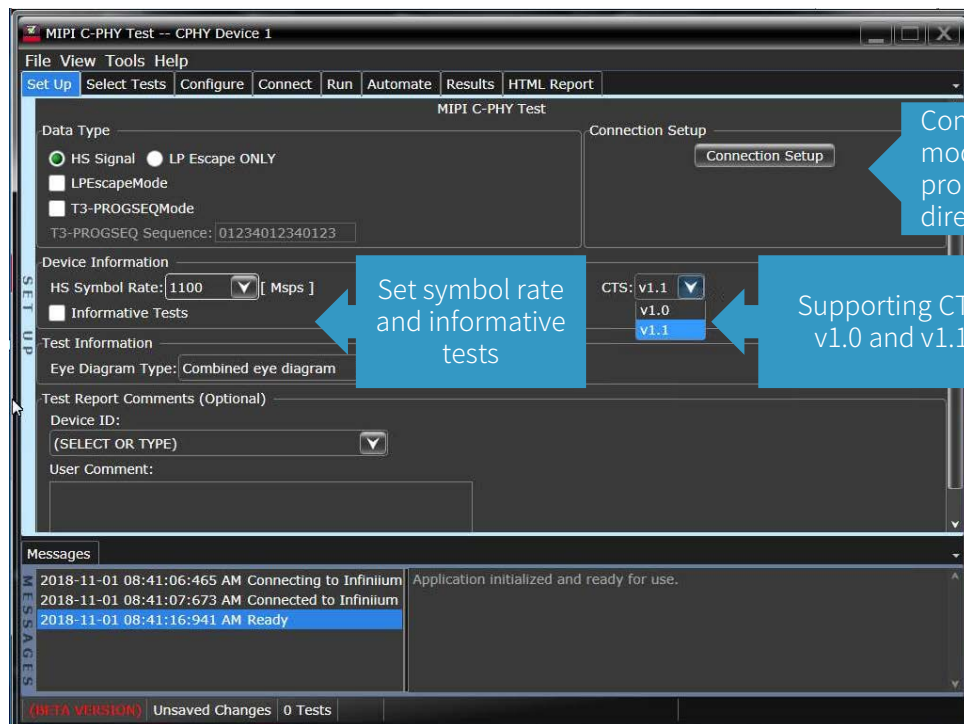 MIPI C-PHY Test -- CPHY Device 1
File View Tools Help
Set Up Select Tests Configure Connect Run Automate Results HTML Report
MIPI C-PHY Test
Data Type
HS Signal LP Escape ONLY
LPEscapeMode
T3-PROGSEQMode
T3-PROGSEQ Sequence: 01234012340123
Connection Setup
Connection Setup
Device Information
HS Symbol Rate: 1100 [ Msps ]
Informative Tests
CTS: v1.1
v1.0
v1.1
Set symbol rate
and informative
tests
v1.0 and v1.1
Test Information
Eye Diagram Type: Combined eye diagram
Test Report Comments (Optional)
Device ID:
(SELECT OR TYPE)
User Comment:
SET UP
Supporting
Messages
MESSAGES
2018-11-01 08:41:06:465 AM Connecting to Infiniium
2018-11-01 08:41:07:673 AM Connected to Infiniium
2018-11-01 08:41:16:941 AM Ready
Application initialized and ready for use.
(BETA VERSION) Unsaved Changes 0 Tests